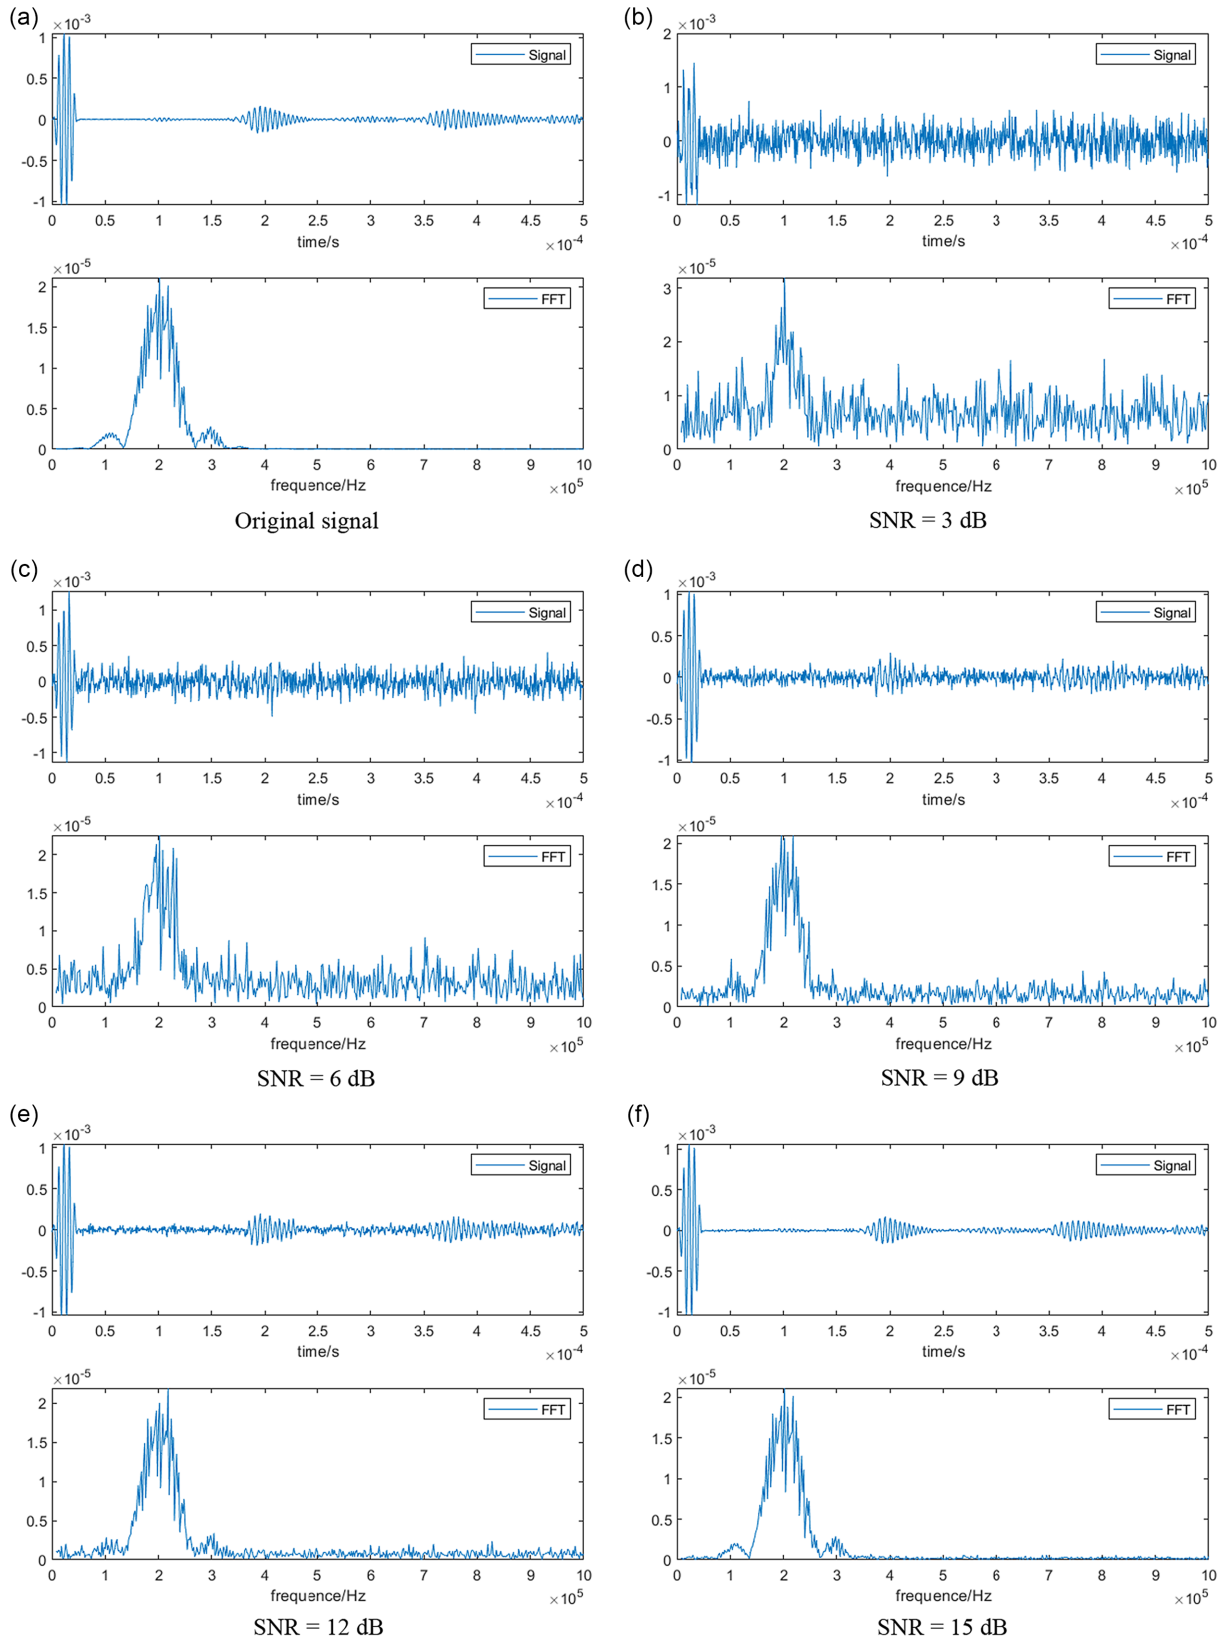 (a)
×10⁻³
1
0.5
0
-0.5
-1
Signal
0 0.5 1 1.5 2 2.5 3 3.5 4 4.5 5
time/s
×10⁻⁴
×10⁻⁵
2
1.5
1
0.5
0
FFT
0 1 2 3 4 5 6 7 8 9 10
frequence/Hz
×10⁵
Original signal
(b)
×10⁻³
2
1
0
-1
Signal
0 0.5 1 1.5 2 2.5 3 3.5 4 4.5 5
time/s
×10⁻⁴
×10⁻⁵
3
2
1
0
FFT
0 1 2 3 4 5 6 7 8 9 10
frequence/Hz
×10⁵
SNR = 3 dB
(c)
×10⁻³
1
0.5
0
-0.5
-1
Signal
0 0.5 1 1.5 2 2.5 3 3.5 4 4.5 5
time/s
×10⁻⁴
×10⁻⁵
2
1.5
1
0.5
0
FFT
0 1 2 3 4 5 6 7 8 9 10
frequence/Hz
×10⁵
SNR = 6 dB
(d)
×10⁻³
1
0.5
0
-0.5
-1
Signal
0 0.5 1 1.5 2 2.5 3 3.5 4 4.5 5
time/s
×10⁻⁴
×10⁻⁵
2
1.5
1
0.5
0
FFT
0 1 2 3 4 5 6 7 8 9 10
frequence/Hz
×10⁵
SNR = 9 dB
(e)
×10⁻³
1
0.5
0
-0.5
-1
Signal
0 0.5 1 1.5 2 2.5 3 3.5 4 4.5 5
time/s
×10⁻⁴
×10⁻⁵
2
1.5
1
0.5
0
FFT
0 1 2 3 4 5 6 7 8 9 10
frequence/Hz
×10⁵
SNR = 12 dB
(f)
×10⁻³
1
0.5
0
-0.5
-1
Signal
0 0.5 1 1.5 2 2.5 3 3.5 4 4.5 5
time/s
×10⁻⁴
×10⁻⁵
2
1.5
1
0.5
0
FFT
0 1 2 3 4 5 6 7 8 9 10
frequence/Hz
×10⁵
SNR = 15 dB